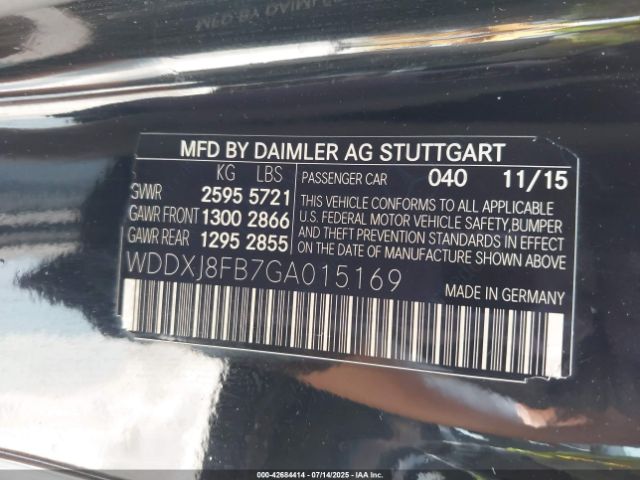 MFD BY DAIMLER AG STUTTGART
KG LBS
GVWR 2595 5721
GAWR FRONT 1300 2866
GAWR REAR 1295 2855
PASSENGER CAR 040 11/15
THIS VEHICLE CONFORMS TO ALL APPLICABLE
U.S. FEDERAL MOTOR VEHICLE SAFETY,BUMPER
AND THEFT PREVENTION STANDARDS IN EFFECT
ON THE DATE OF MANUFACTURE SHOWN ABOVE
WDDXJ8FB7GA015169
MADE IN GERMANY
000-42684414 | 07/14/2025 | IAAHC